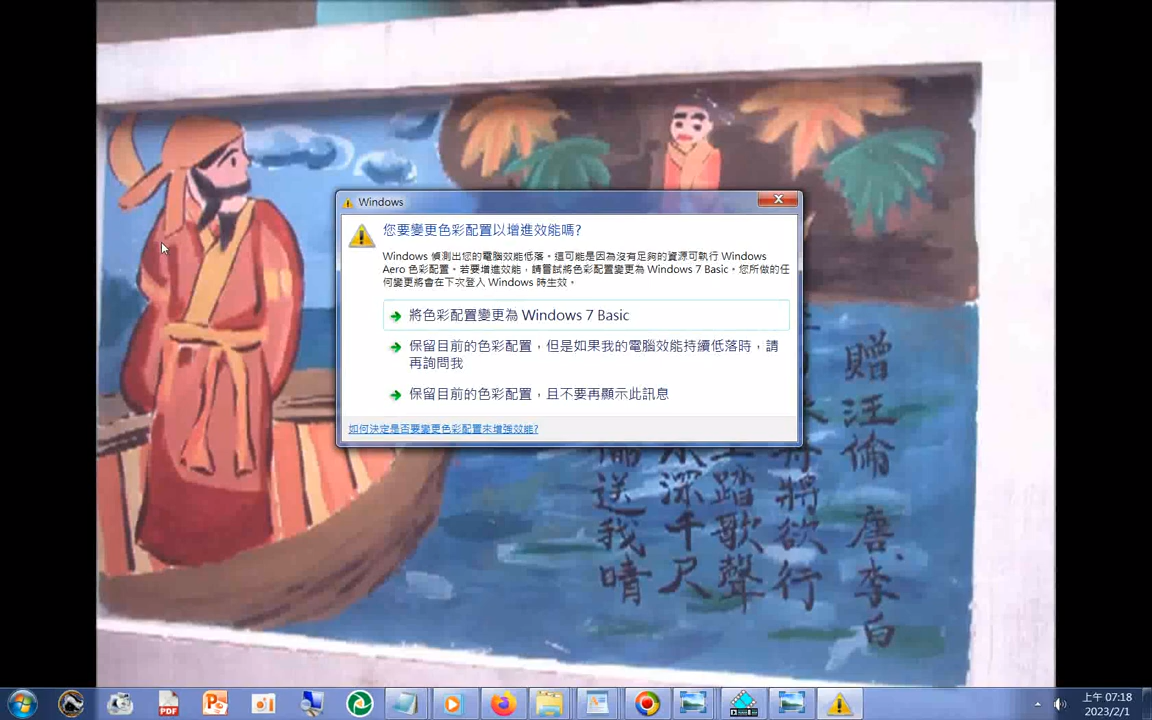 Windows
您要變更色彩配置以增進效能嗎?
Windows 偵測出您的電腦效能低落。這可能是因為沒有足夠的資源可執行 Windows
Aero 色彩配置。若要增進效能，請嘗試將色彩配置變更為 Windows 7 Basic。您所做的任
何變更將會在下次登入 Windows 時生效。
將色彩配置變更為 Windows 7 Basic
保留目前的色彩配置，但是如果我的電腦效能持續低落時，請
再詢問我
保留目前的色彩配置，且不要再顯示此訊息
如何決定是否要變更色彩配置來增強效能?
贈汪倫 唐 李白
將欲行
踏歌聲
水深千尺
倫送我情
PDF
上午 07:18
2023/2/1